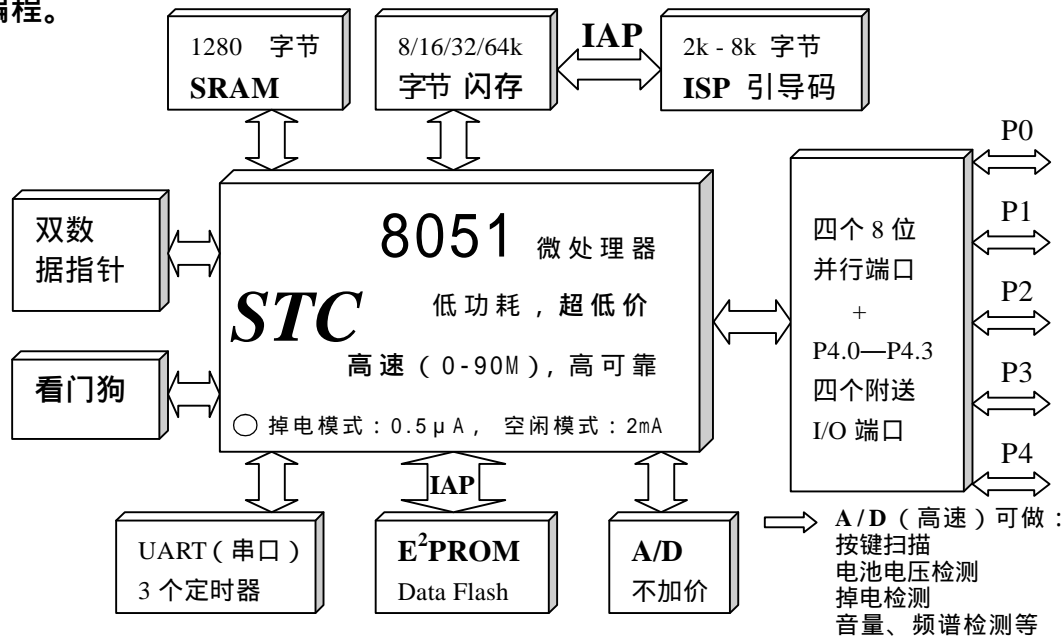 编程。
1280 字节
SRAM
8/16/32/64k
字节 闪存
IAP
2k - 8k 字节
ISP 引导码
双数
据指针
看门狗
8051 微处理器
STC
低功耗，超低价
高速（0-90M），高可靠
○ 掉电模式：0.5μA， 空闲模式：2mA
四个 8 位
并行端口
+
P4.0—P4.3
四个附送
I/O 端口
P0
P1
P2
P3
P4
UART（串口）
3 个定时器
IAP
E²PROM
Data Flash
A/D
不加价
A/D（高速）可做：
按键扫描
电池电压检测
掉电检测
音量、频谱检测等